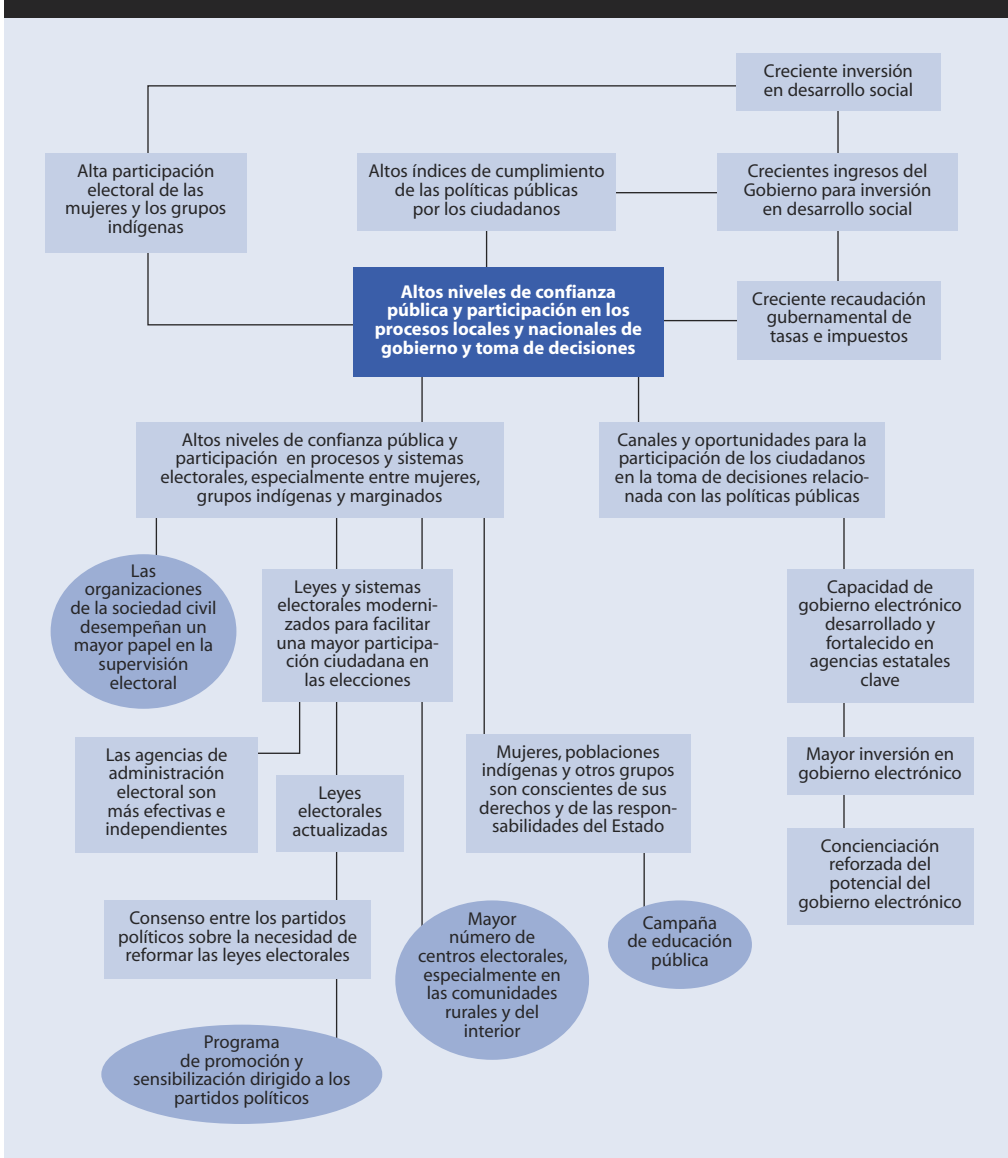 Creciente inversión
en desarrollo social
Alta participación
electoral de las
mujeres y los grupos
indígenas
Altos índices de cumplimiento
de las políticas públicas
por los ciudadanos
Crecientes ingresos del
Gobierno para inversión
en desarrollo social
Altos niveles de confianza
pública y participación en los
procesos locales y nacionales de
gobierno y toma de decisiones
Creciente recaudación
gubernamental de
tasas e impuestos
Altos niveles de confianza pública y
participación en procesos y sistemas
electorales, especialmente entre mujeres,
grupos indígenas y marginados
Canales y oportunidades para la
participación de los ciudadanos
en la toma de decisiones relacio-
nada con las políticas públicas
Las
organizaciones
de la sociedad civil
desempeñan un
mayor papel en la
supervisión
electoral
Leyes y sistemas
electorales moderni-
zados para facilitar
una mayor participa-
ción ciudadana en
las elecciones
Capacidad de
gobierno electrónico
desarrollado y
fortalecido en
agencias estatales
clave
Las agencias de
administración
electoral son
más efectivas e
independientes
Leyes
electorales
actualizadas
Mujeres, poblaciones
indígenas y otros grupos
son conscientes de sus
derechos y de las respon-
sabilidades del Estado
Mayor inversión en
gobierno electrónico
Concienciación
reforzada del
potencial del
gobierno electrónico
Consenso entre los partidos
políticos sobre la necesidad de
reformar las leyes electorales
Mayor
número de
centros electorales,
especialmente en
las comunidades
rurales y del
interior
Campaña
de educación
pública
Programa
de promoción y
sensibilización dirigido a los
partidos políticos